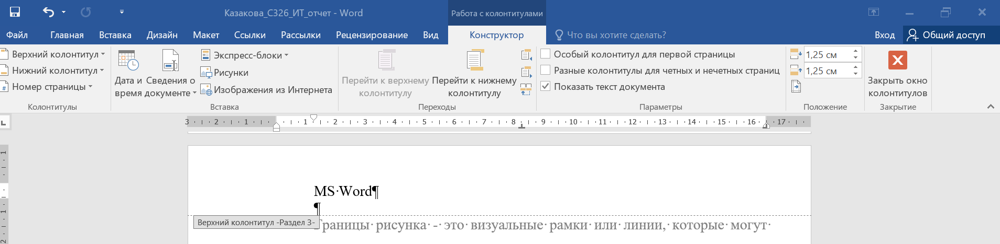 Казакова_С326_ИТ_отчет - Word
Работа с колонтитулами
Файл Главная Вставка Дизайн Макет Ссылки Рассылки Рецензирование Вид Конструктор Что вы хотите сделать? Вход Общий доступ
Верхний колонтитул
Нижний колонтитул
Номер страницы
Колонтитулы
Дата и время
Сведения о документе
Экспресс-блоки
Рисунки
Изображения из Интернета
Вставка
Перейти к верхнему колонтитулу
Перейти к нижнему колонтитулу
Переходы
Особый колонтитул для первой страницы
Разные колонтитулы для четных и нечетных страниц
Показать текст документа
Параметры
1,25 см
1,25 см
Положение
Закрыть окно колонтитулов
Закрытие
3 2 1 1 2 3 4 5 6 7 8 9 10 11 12 13 14 15 16 17
1
1
2
MS·Word¶
¶
Верхний колонтитул -Раздел 3-
Границы· рисунка· -· это· визуальные· рамки· или· линии,· которые· могут·